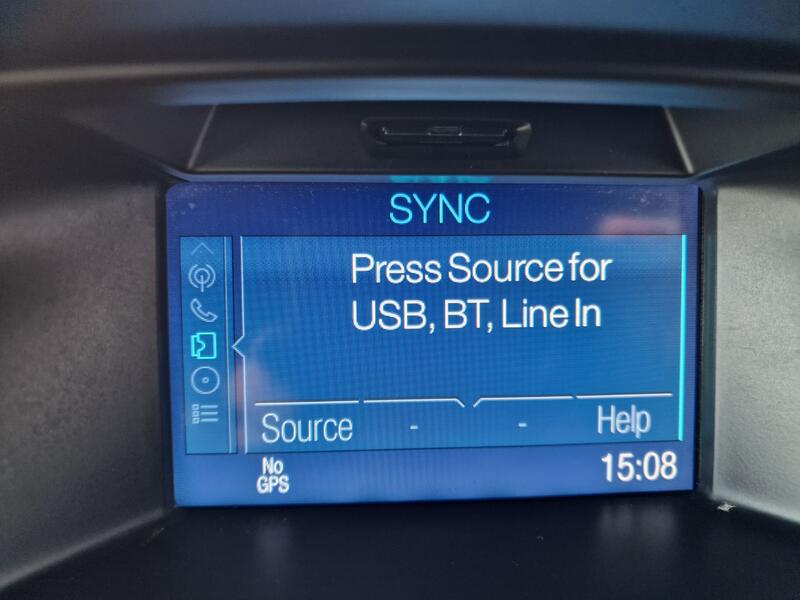 SYNC
Press Source for
USB, BT, Line In
Source - - Help
No
GPS
15:08